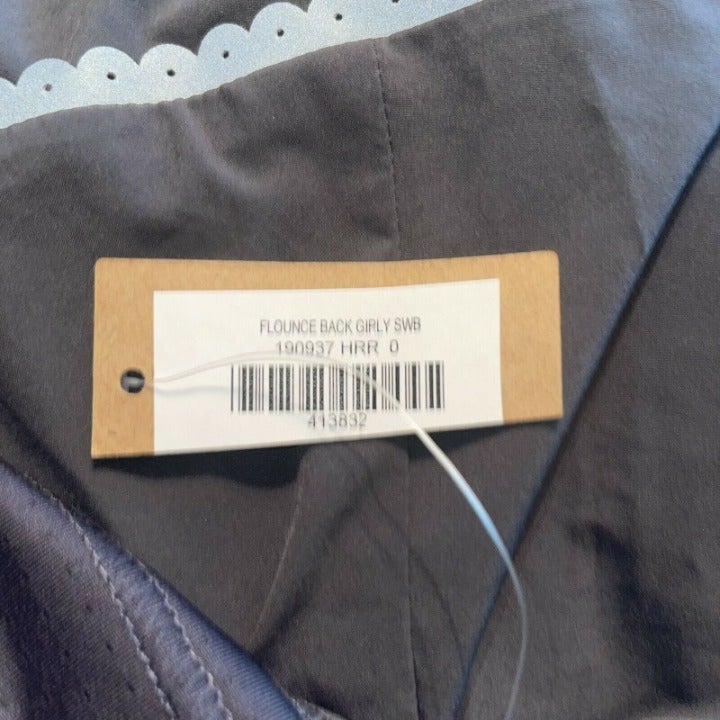 FLOUNCE BACK GIRLY SWB
190937 HRR 0
413832